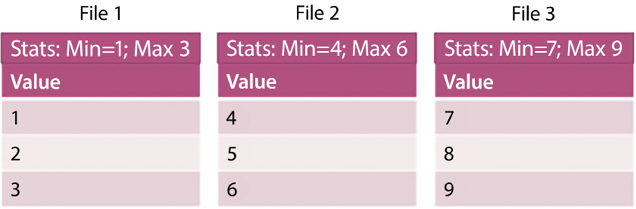 File 1 File 2 File 3
Stats: Min=1; Max 3 Stats: Min=4; Max 6 Stats: Min=7; Max 9
Value Value Value
1 4 7
2 5 8
3 6 9